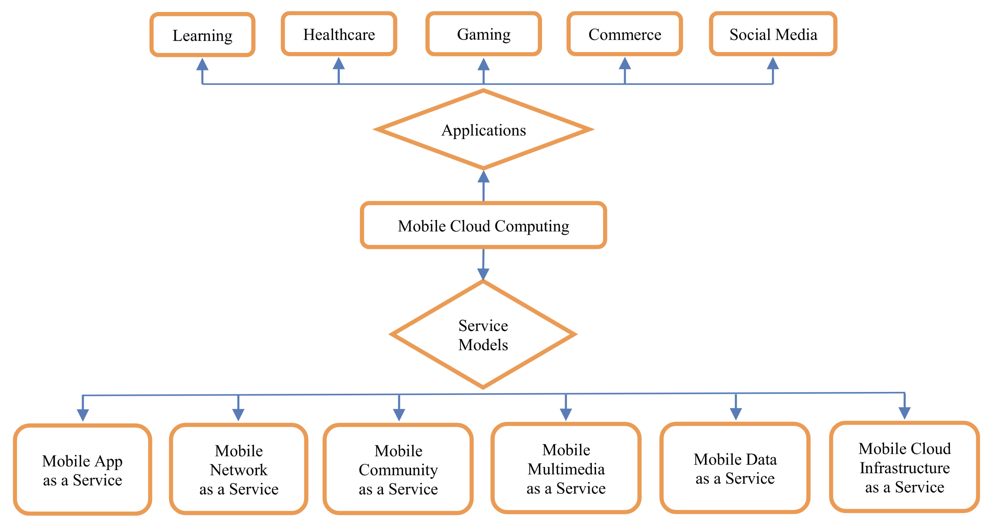 Learning
Healthcare
Gaming
Commerce
Social Media
Applications
Mobile Cloud Computing
Service
Models
Mobile App
as a Service
Mobile
Network
as a Service
Mobile
Community
as a Service
Mobile
Multimedia
as a Service
Mobile Data
as a Service
Mobile Cloud
Infrastructure
as a Service